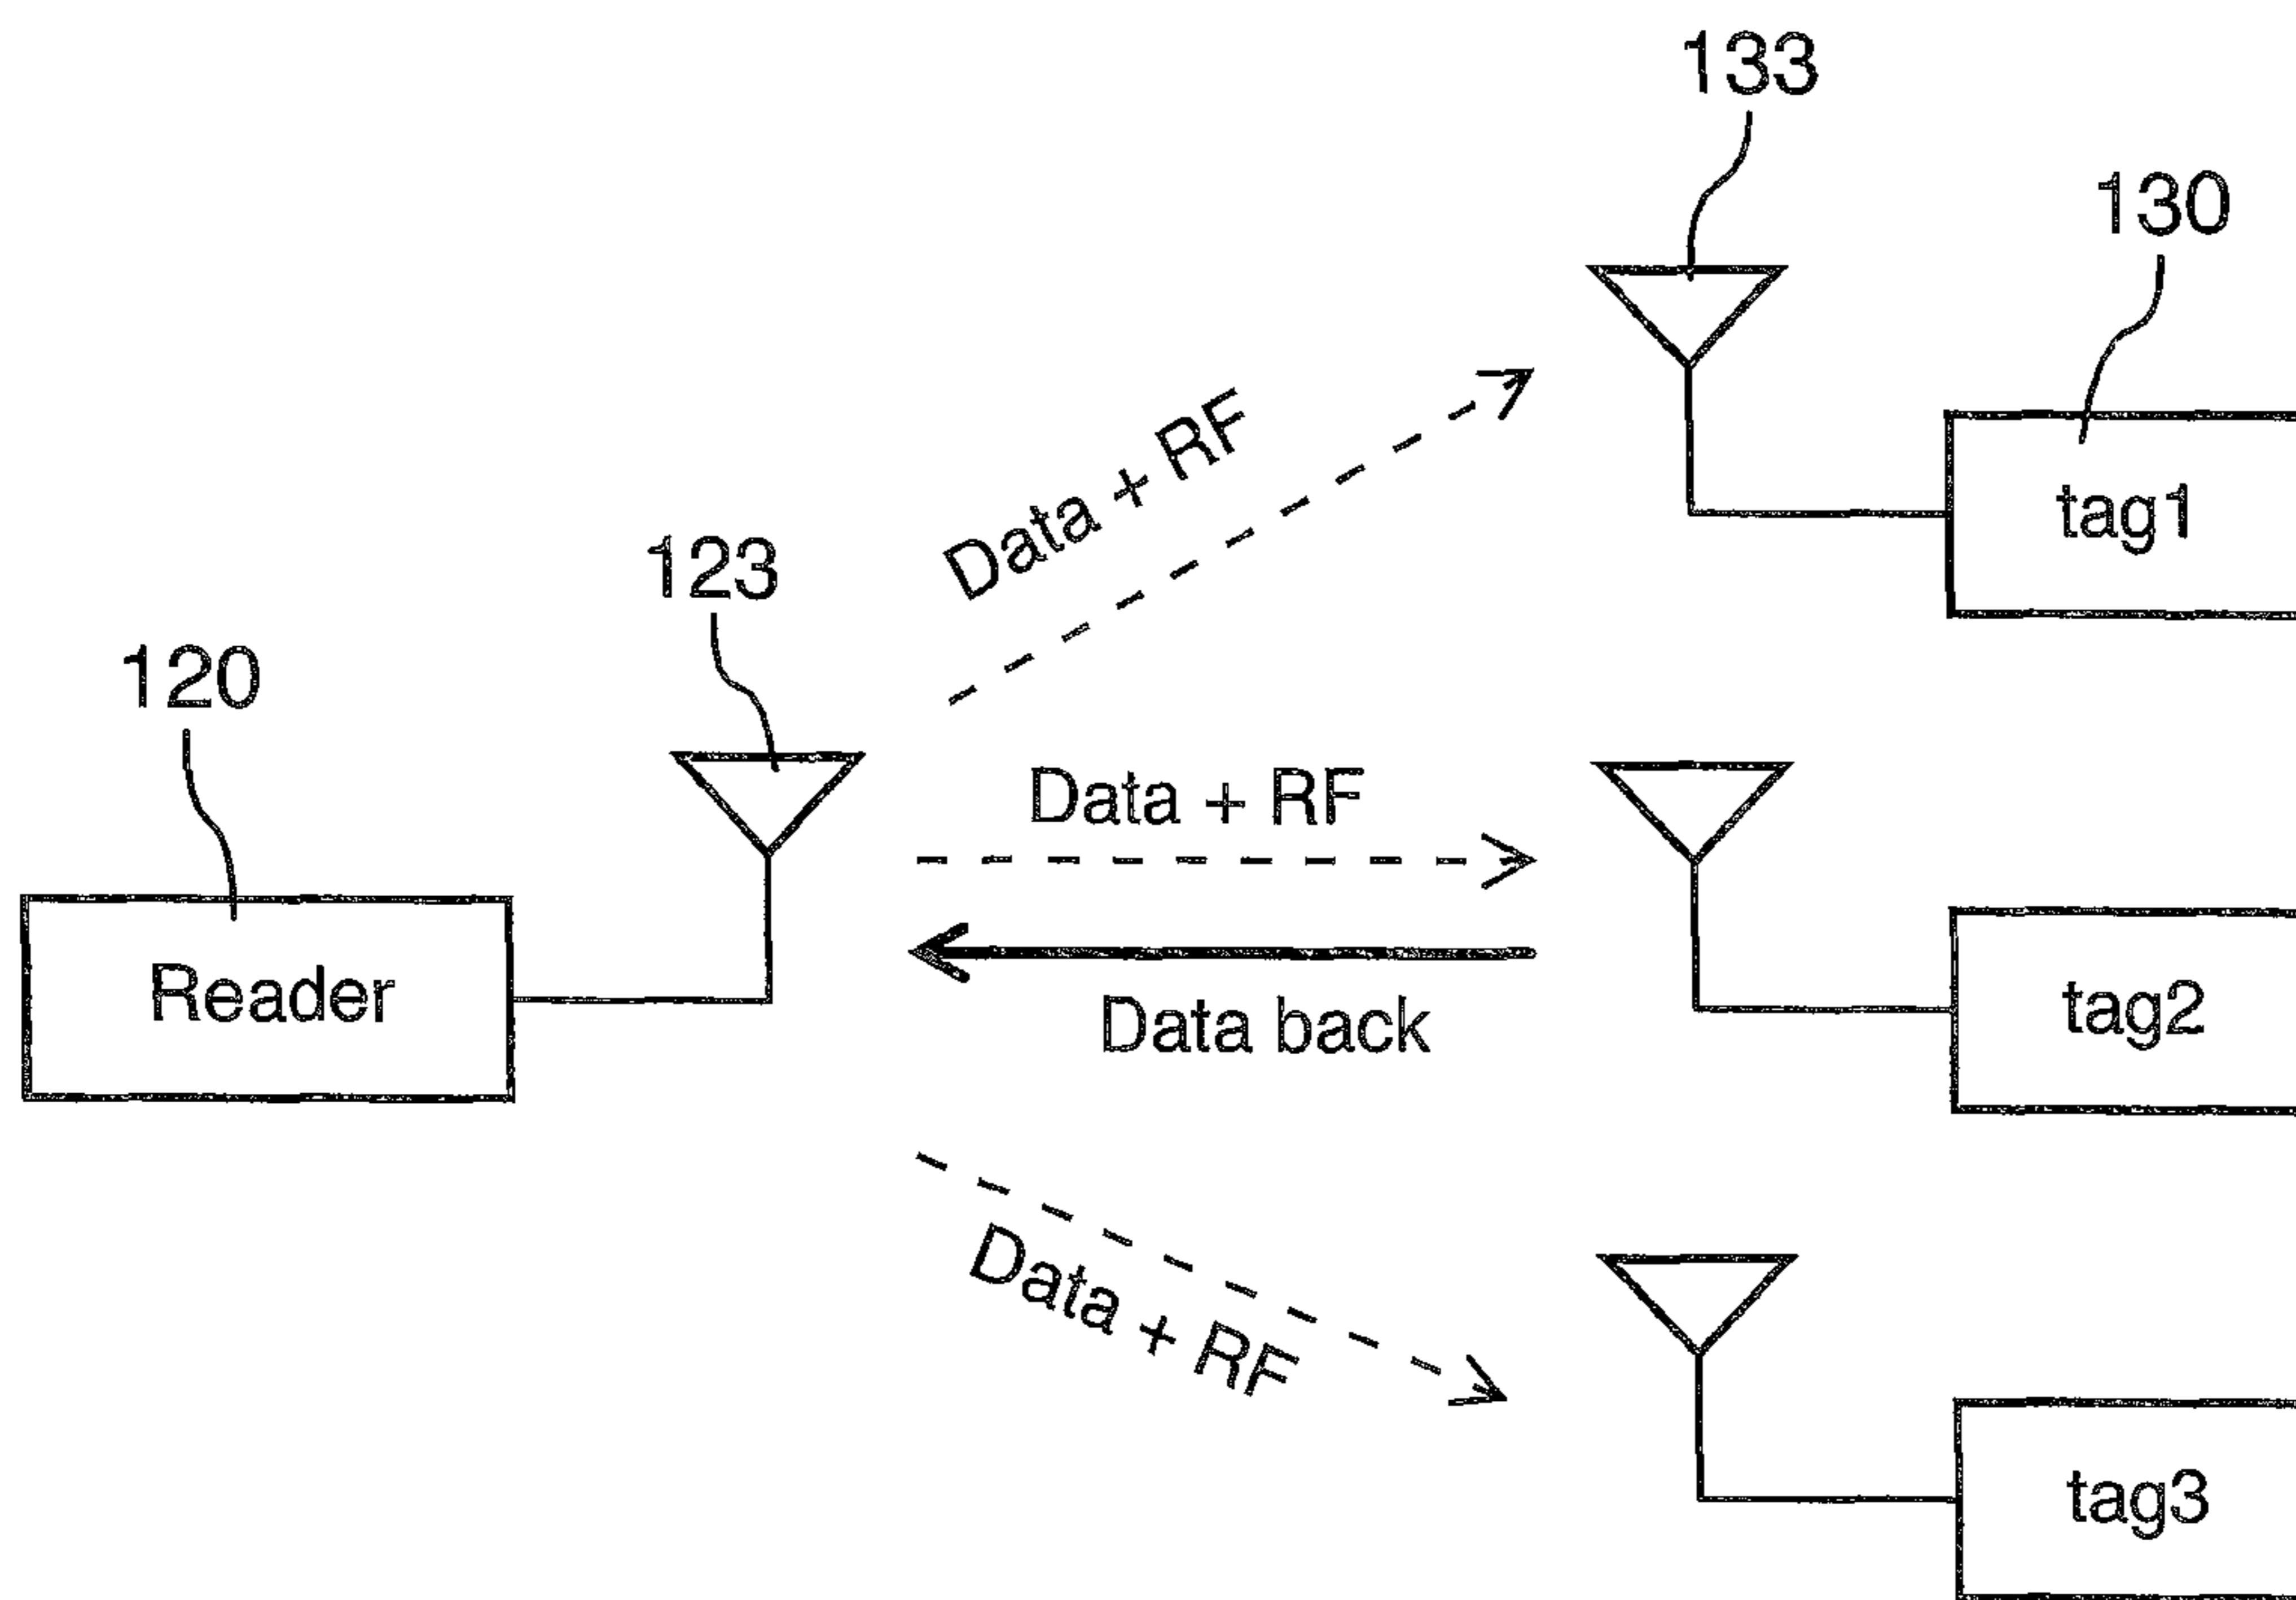 133
130
Data + RF
tag1
123
120
Data + RF
Reader
Data back
tag2
Data + RF
tag3